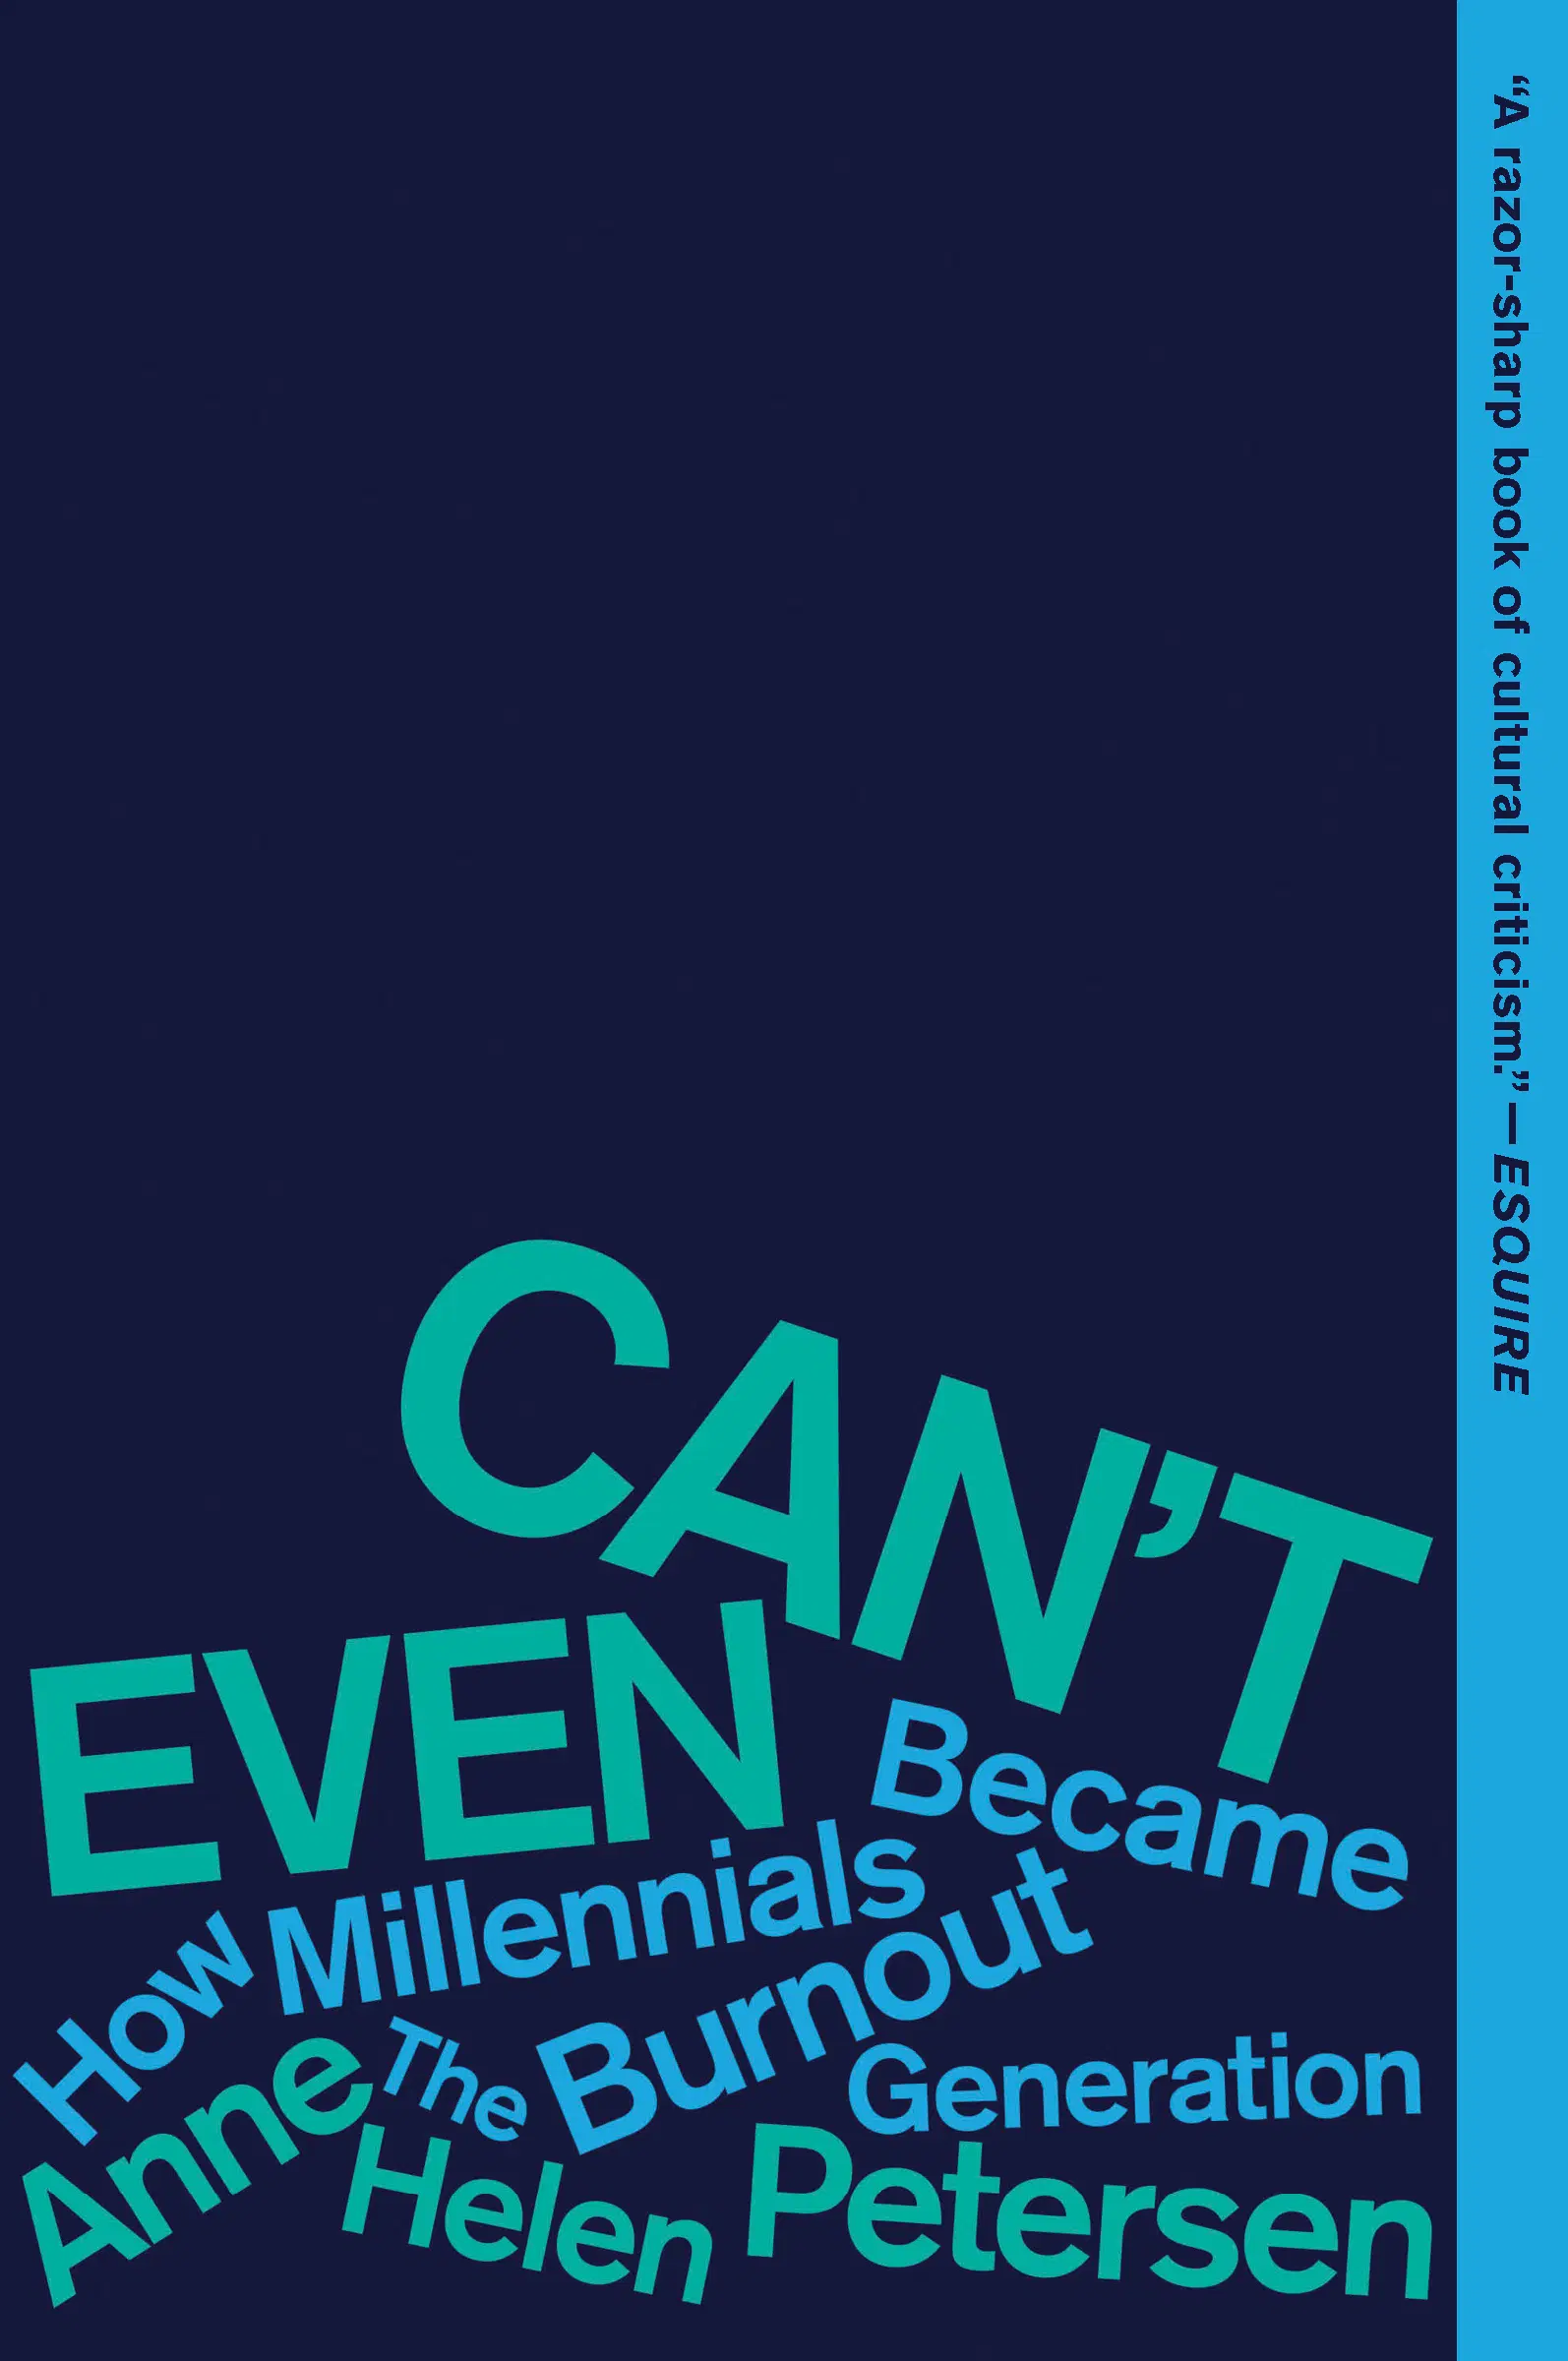 CAN'T
EVEN
How Millennials Became
The Burnout
Generation
Anne Helen Petersen
“A razor-sharp book of cultural criticism.” —ESQUIRE